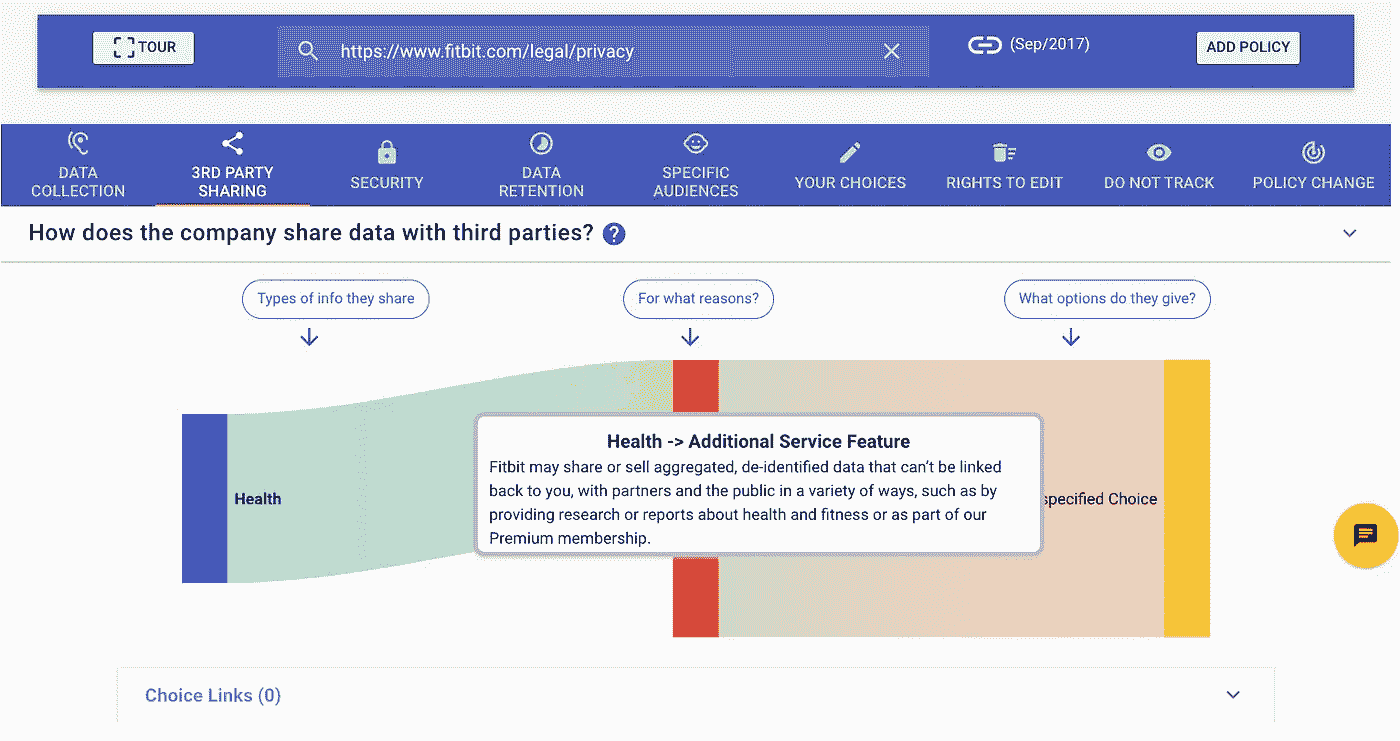 TOUR
https://www.fitbit.com/legal/privacy
(Sep/2017)
ADD POLICY
DATA
COLLECTION
3RD PARTY
SHARING
SECURITY
DATA
RETENTION
SPECIFIC
AUDIENCES
YOUR CHOICES
RIGHTS TO EDIT
DO NOT TRACK
POLICY CHANGE
How does the company share data with third parties? ?
Types of info they share
For what reasons?
What options do they give?
Health -> Additional Service Feature
Fitbit may share or sell aggregated, de-identified data that can't be linked
back to you, with partners and the public in a variety of ways, such as by
providing research or reports about health and fitness or as part of our
Premium membership.
Health
specified Choice
Choice Links (0)